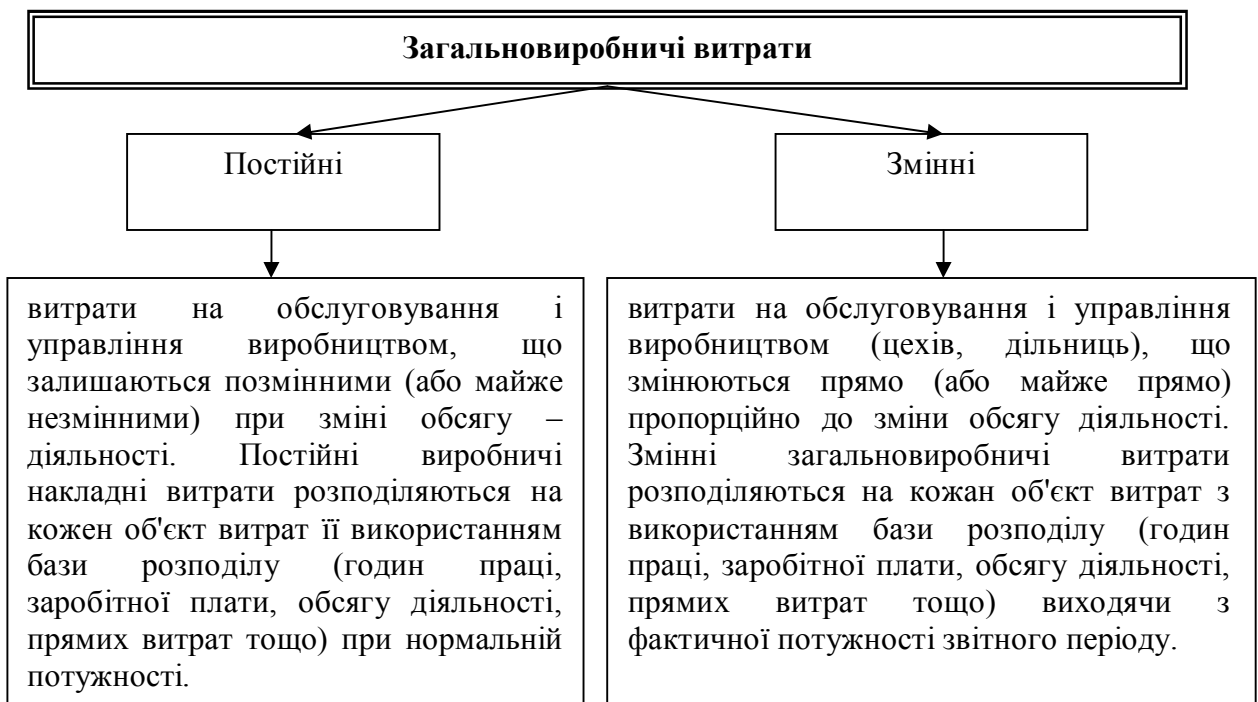 Загальновиробничі витрати
Постійні
Змінні
витрати на обслуговування і
управління виробництвом, що
залишаються позмінними (або майже
незмінними) при зміні обсягу –
діяльності. Постійні виробничі
накладні витрати розподіляються на
кожен об'єкт витрат її використанням
бази розподілу (годин праці,
заробітної плати, обсягу діяльності,
прямих витрат тощо) при нормальній
потужності.
витрати на обслуговування і управління
виробництвом (цехів, дільниць), що
змінюються прямо (або майже прямо)
пропорційно до зміни обсягу діяльності.
Змінні загальновиробничі витрати
розподіляються на кожан об'єкт витрат з
використанням бази розподілу (годин
праці, заробітної плати, обсягу діяльності,
прямих витрат тощо) виходячи з
фактичної потужності звітного періоду.